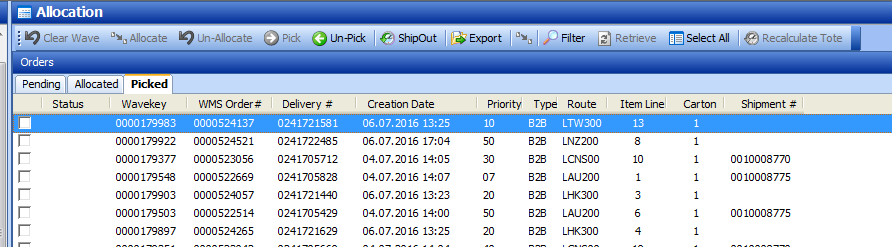 Allocation
Clear Wave Allocate Un-Allocate Pick Un-Pick ShipOut Export Filter Retrieve Select All Recalculate Tote
Orders
Pending Allocated Picked
Status Wavekey WMS Order# Delivery # Creation Date Priority Type Route Item Line Carton Shipment #
0000179983 0000524137 0241721581 06.07.2016 13:25 10 B2B LTW300 13 1
0000179922 0000524521 0241722485 06.07.2016 17:04 50 B2B LNZ200 8 1
0000179377 0000523056 0241705712 04.07.2016 14:05 30 B2B LCNS00 10 1 0010008770
0000179548 0000522669 0241705828 04.07.2016 14:07 07 B2B LAU200 1 1 0010008775
0000179903 0000524057 0241721440 06.07.2016 13:23 20 B2B LHK300 3 1
0000179503 0000522514 0241705429 04.07.2016 14:00 50 B2B LAU200 6 1 0010008775
0000179897 0000524265 0241721629 06.07.2016 13:25 20 B2B LHK300 4 1